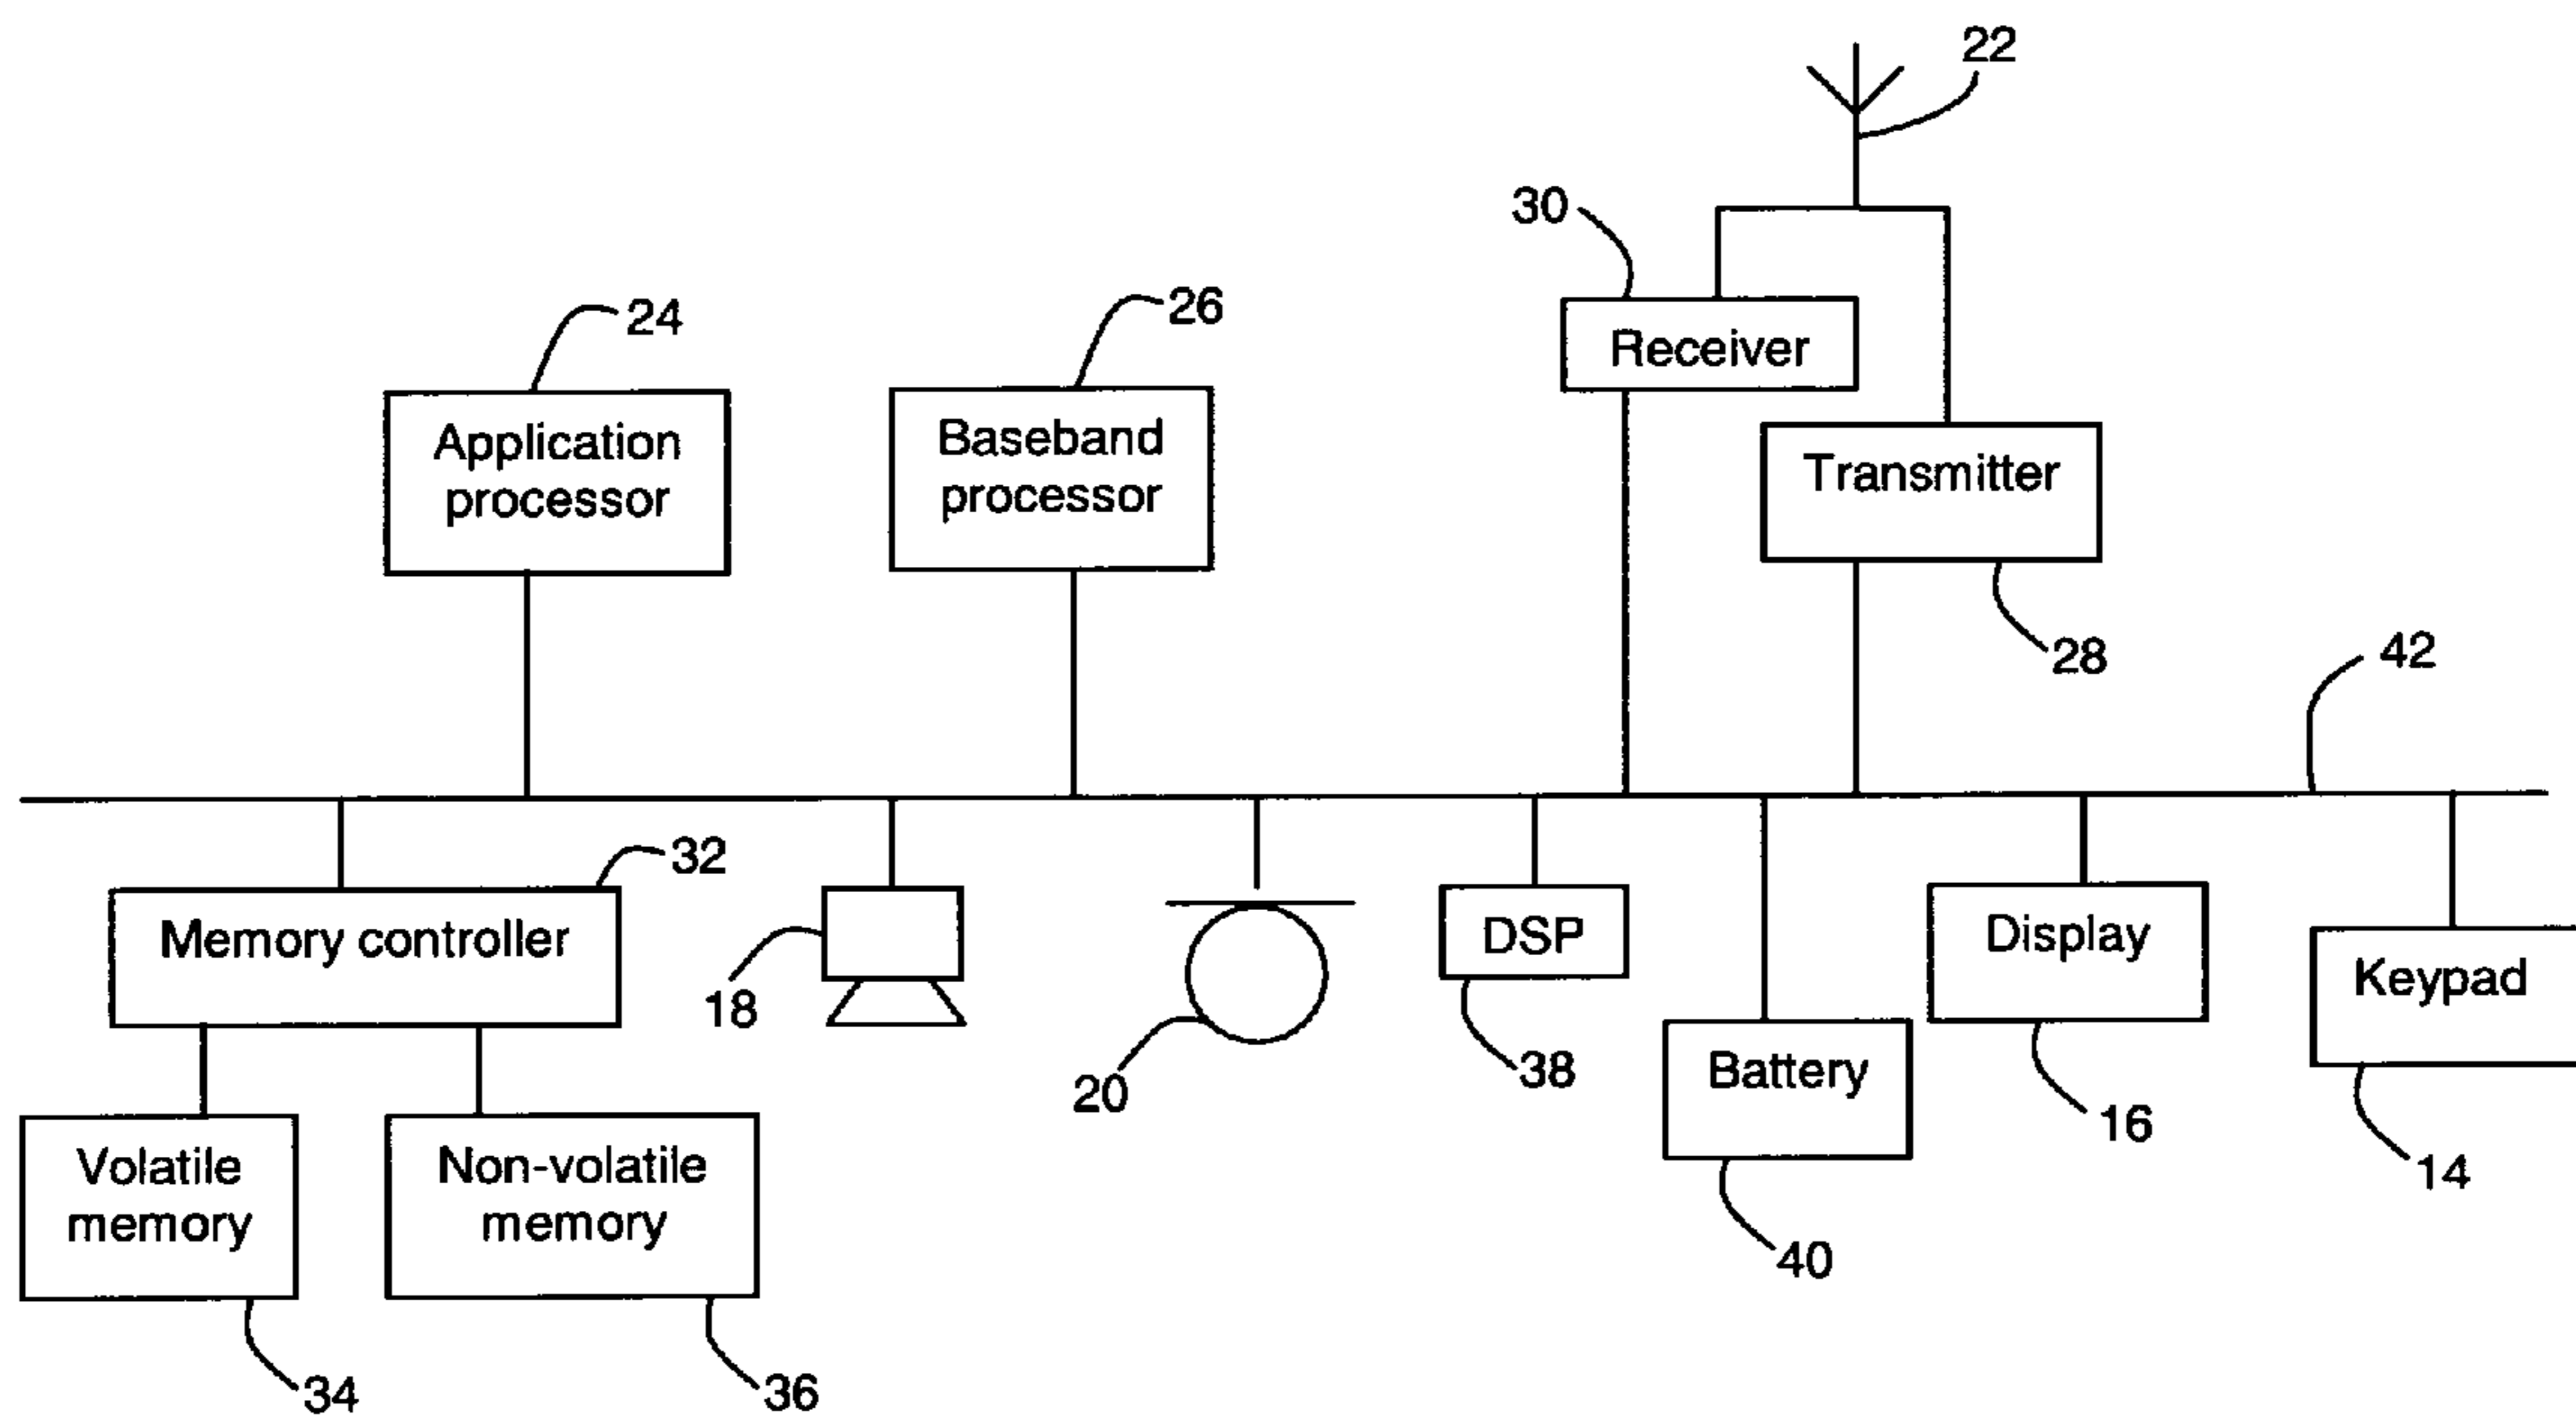 22
30
Receiver
24
26
Application
processor
Baseband
processor
Transmitter
28
42
32
Memory controller
18
20
DSP
38
Display
16
Keypad
14
Battery
40
Volatile
memory
34
Non-volatile
memory
36